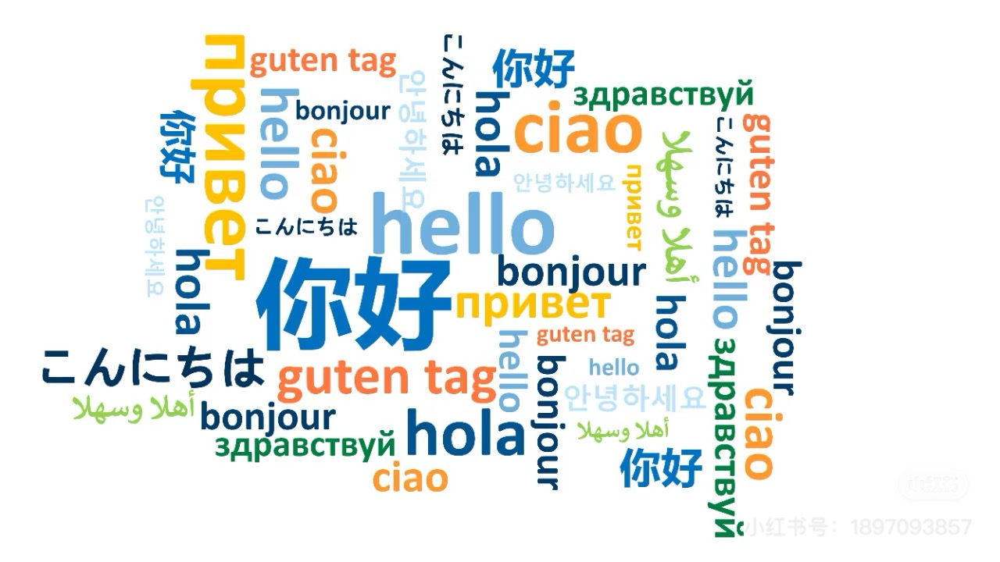 привет
guten tag
こんにちは
你好
здравствуй
hello
bonjour
안녕하세요
hola
ciao
你好
ciao
أهلا وسهلا
こんにちは
guten tag
안녕하세요
привет
안녕하세요
hello
こんにちは
hola
hello
bonjour
bonjour
你好
привет
hola
guten tag
hello
здравствуй
こんにちは
guten tag
bonjour
hello
안녕하세요
ciao
أهلا وسهلا
bonjour
hola
أهلا وسهلا
здравствуй
你好
ciao
小红书
小红书号：1897093857